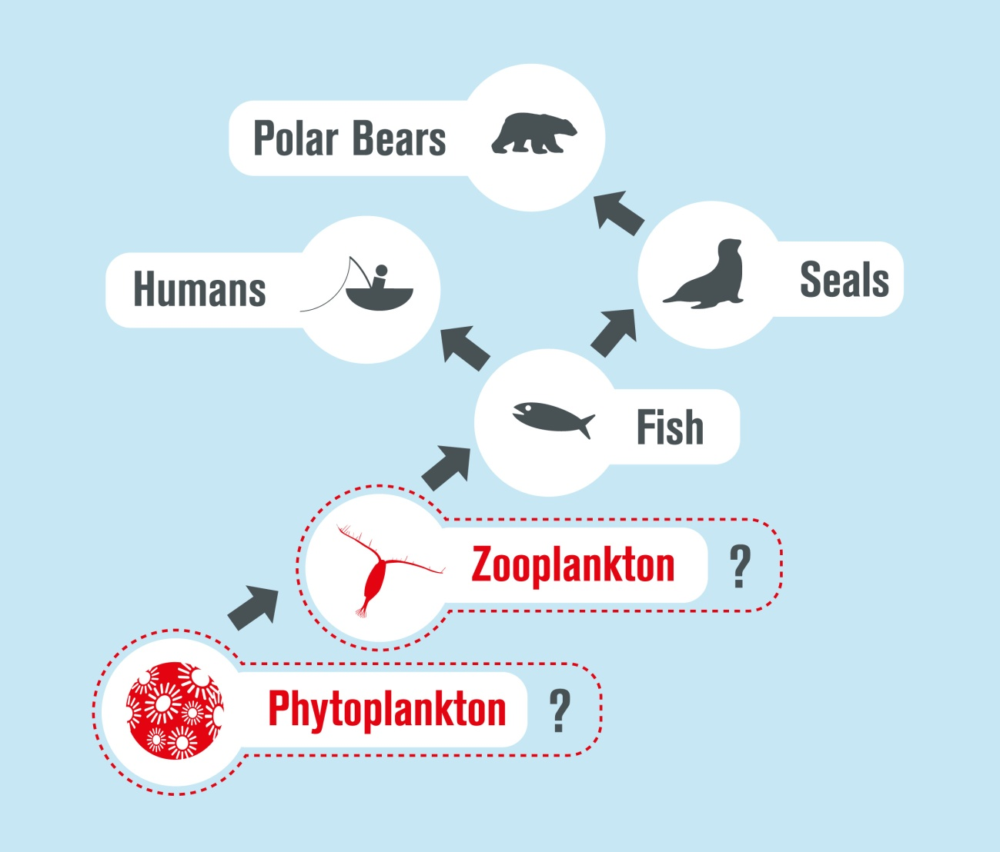 Polar Bears
Humans
Seals
Fish
Zooplankton ?
Phytoplankton ?